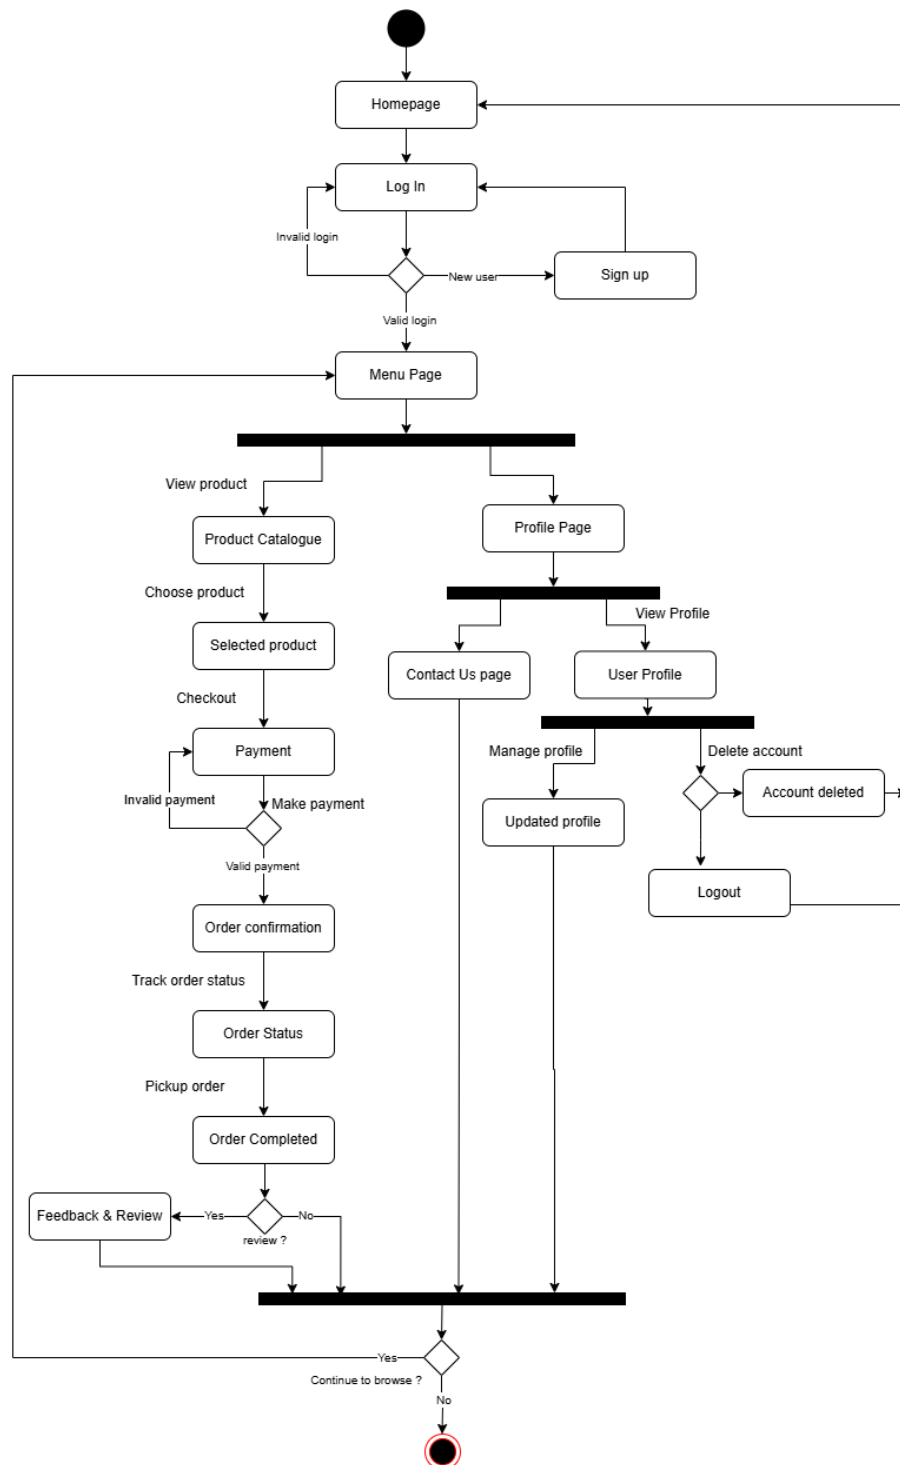 Homepage
Log In
Invalid login
New user
Sign up
Valid login
Menu Page
View product
Product Catalogue
Profile Page
Choose product
View Profile
Selected product
Contact Us page
User Profile
Checkout
Payment
Manage profile
Delete account
Invalid payment
Make payment
Account deleted
Updated profile
Valid payment
Logout
Order confirmation
Track order status
Order Status
Pickup order
Order Completed
Feedback & Review
Yes
No
review ?
Yes
Continue to browse ?
No